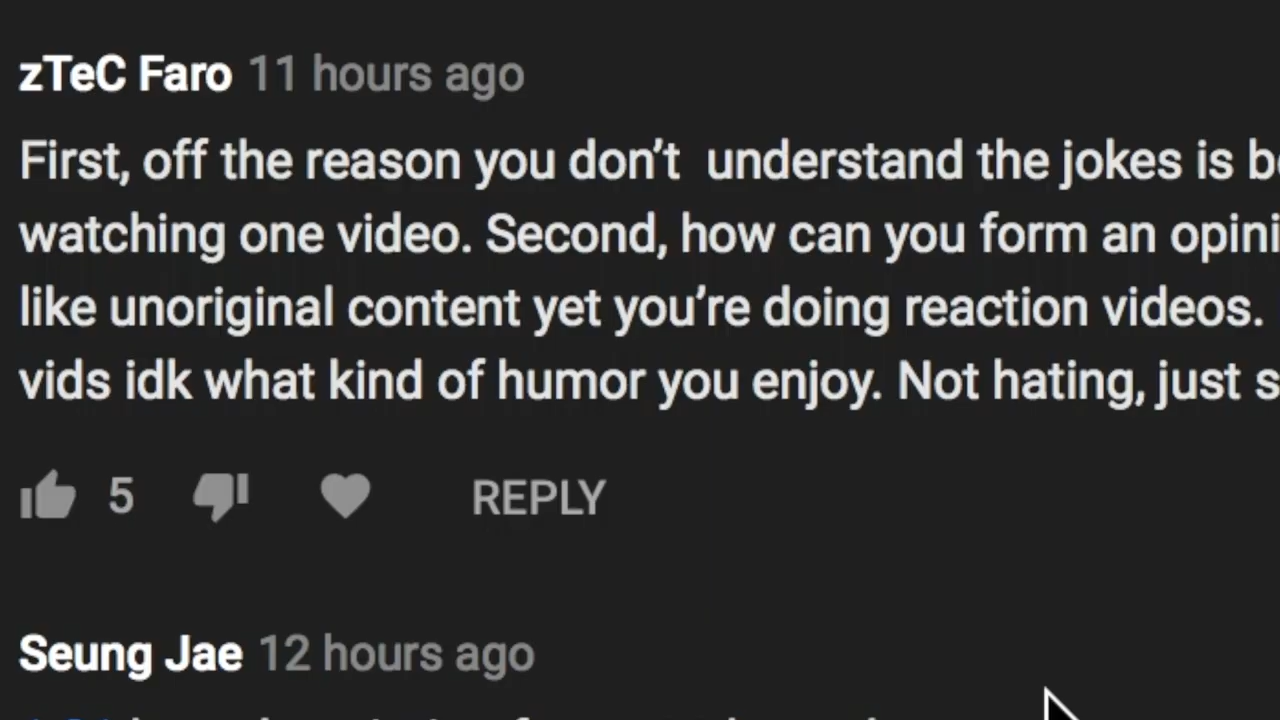 zTeC Faro 11 hours ago
First, off the reason you don’t  understand the jokes is
watching one video. Second, how can you form an
like unoriginal content yet you’re doing reaction videos.
vids idk what kind of humor you enjoy. Not hating, just
5 REPLY
Seung Jae 12 hours ago